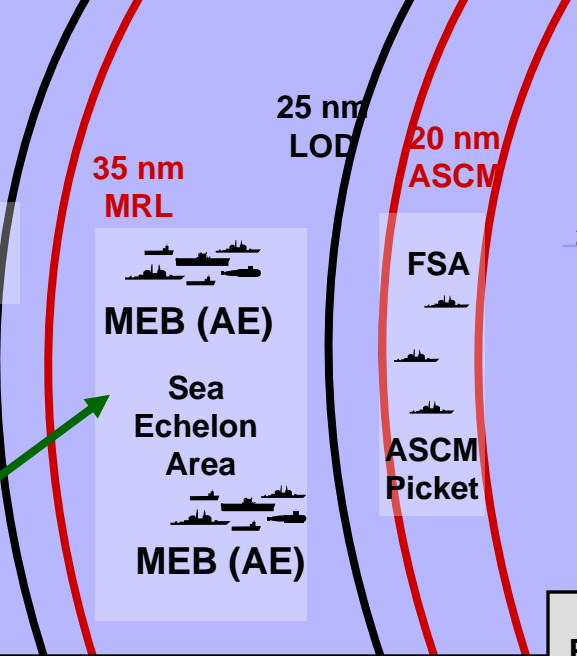 25 nm
LOD
20 nm
ASCM
35 nm
MRL
MEB (AE)
Sea
Echelon
Area
MEB (AE)
FSA
ASCM
Picket